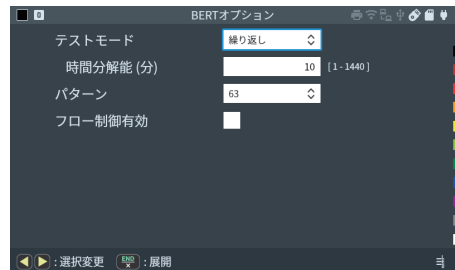 0 BERTオプション
テストモード 繰り返し
時間分解能 (分) 10 [1-1440]
パターン 63
フロー制御有効
:選択変更 END × :展開